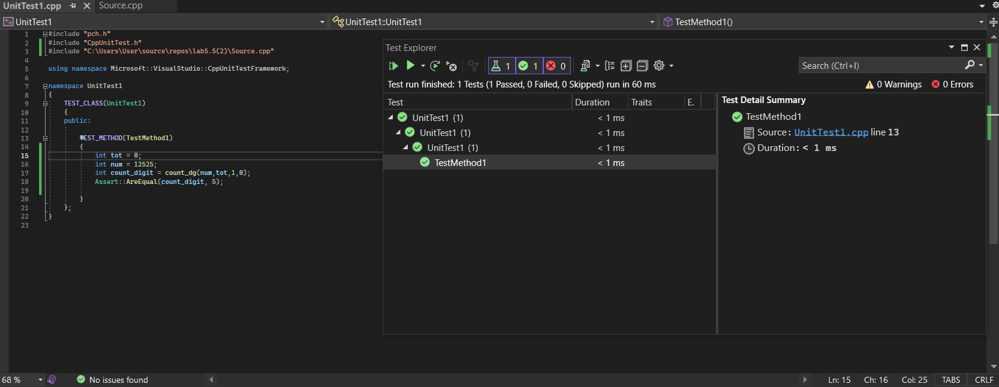 UnitTest1.cpp Source.cpp
UnitTest1 UnitTest1::UnitTest1 TestMethod1()
1 #include "pch.h"
2 #include "CppUnitTest.h"
3 #include "C:\Users\User\source\repos\lab5.5(2)\Source.cpp"
4
5 using namespace Microsoft::VisualStudio::CppUnitTestFramework;
6
7 namespace UnitTest1
8 {
9 TEST_CLASS(UnitTest1)
10 {
11 public:
12
13 TEST_METHOD(TestMethod1)
14 {
15 int tot = 0;
16 int num = 12525;
17 int count_digit = count_dg(num,tot,1,0);
18 Assert::AreEqual(count_digit, 5);
19
20 }
21 };
22 }
23
Test Explorer
1 1 0
Search (Ctrl+I)
Test run finished: 1 Tests (1 Passed, 0 Failed, 0 Skipped) run in 60 ms
0 Warnings 0 Errors
Test Duration Traits E.
UnitTest1 (1) < 1 ms
UnitTest1 (1) < 1 ms
UnitTest1 (1) < 1 ms
TestMethod1 < 1 ms
Test Detail Summary
TestMethod1
Source: UnitTest1.cpp line 13
Duration: < 1 ms
68 % No issues found Ln: 15 Ch: 16 Col: 25 TABS CRLF